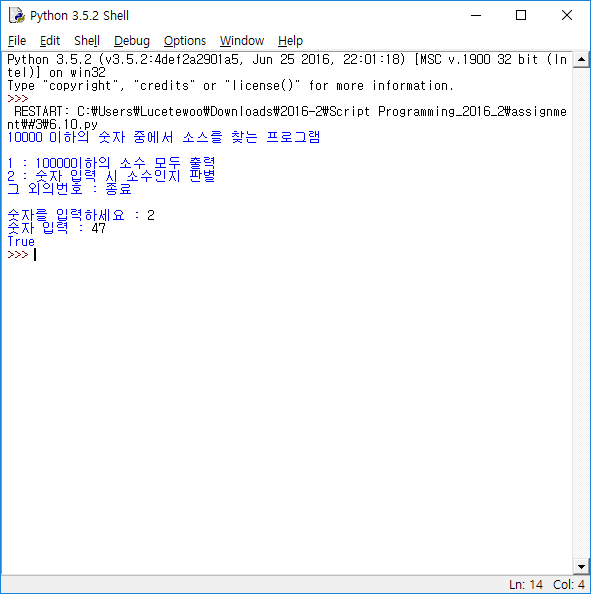 Python 3.5.2 Shell
File Edit Shell Debug Options Window Help
Python 3.5.2 (v3.5.2:4def2a2901a5, Jun 25 2016, 22:01:18) [MSC v.1900 32 bit (In
tel)] on win32
Type "copyright", "credits" or "license()" for more information.
>>>
RESTART: C:₩Users₩Lucetewoo₩Downloads₩2016-2₩Script Programming_2016_2₩assignme
nt₩#3₩6.10.py
10000 이하의 숫자 중에서 소스를 찾는 프로그램
1 : 10000이하의 소수 모두 출력
2 : 숫자 입력 시 소수인지 판별
그 외의번호 : 종료
숫자를 입력하세요 : 2
숫자 입력 : 47
True
>>>
Ln: 14 Col: 4